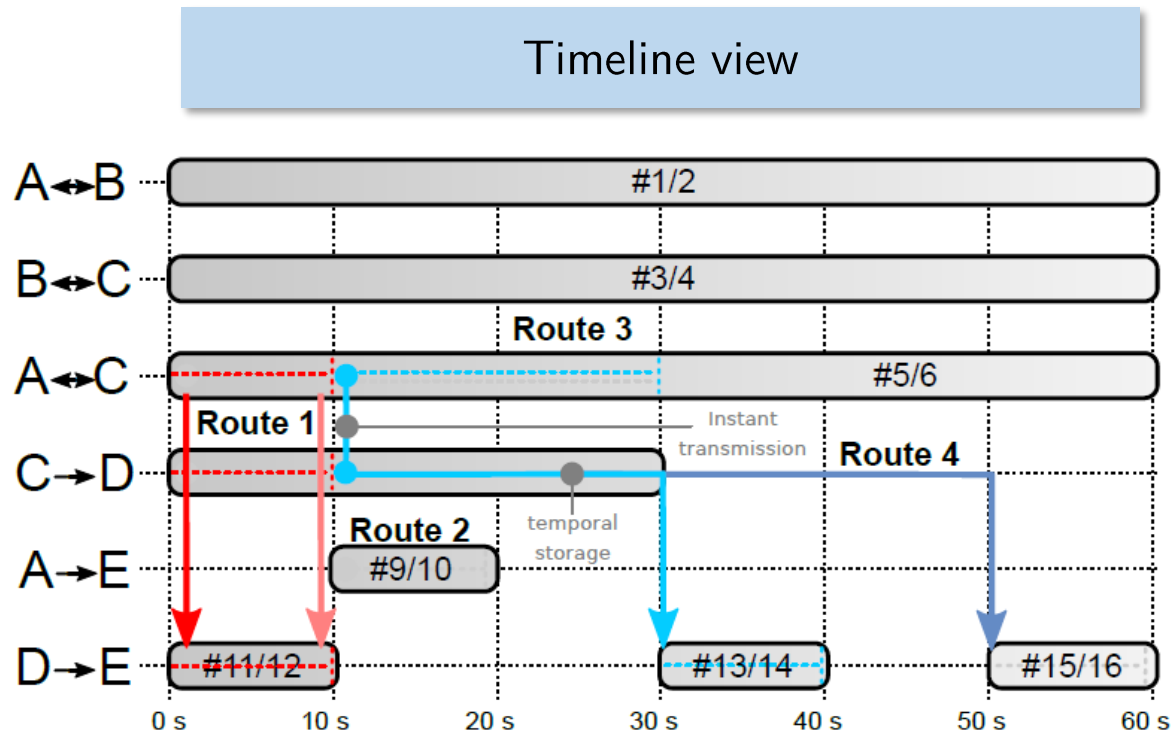 Timeline view
A↔B
#1/2
B↔C
#3/4
Route 3
A↔C
#5/6
Route 1
Instant
transmission
C→D
Route 4
Route 2
temporal
storage
A→E
#9/10
D→E
#11/12
#13/14
#15/16
0 s 10 s 20 s 30 s 40 s 50 s 60 s